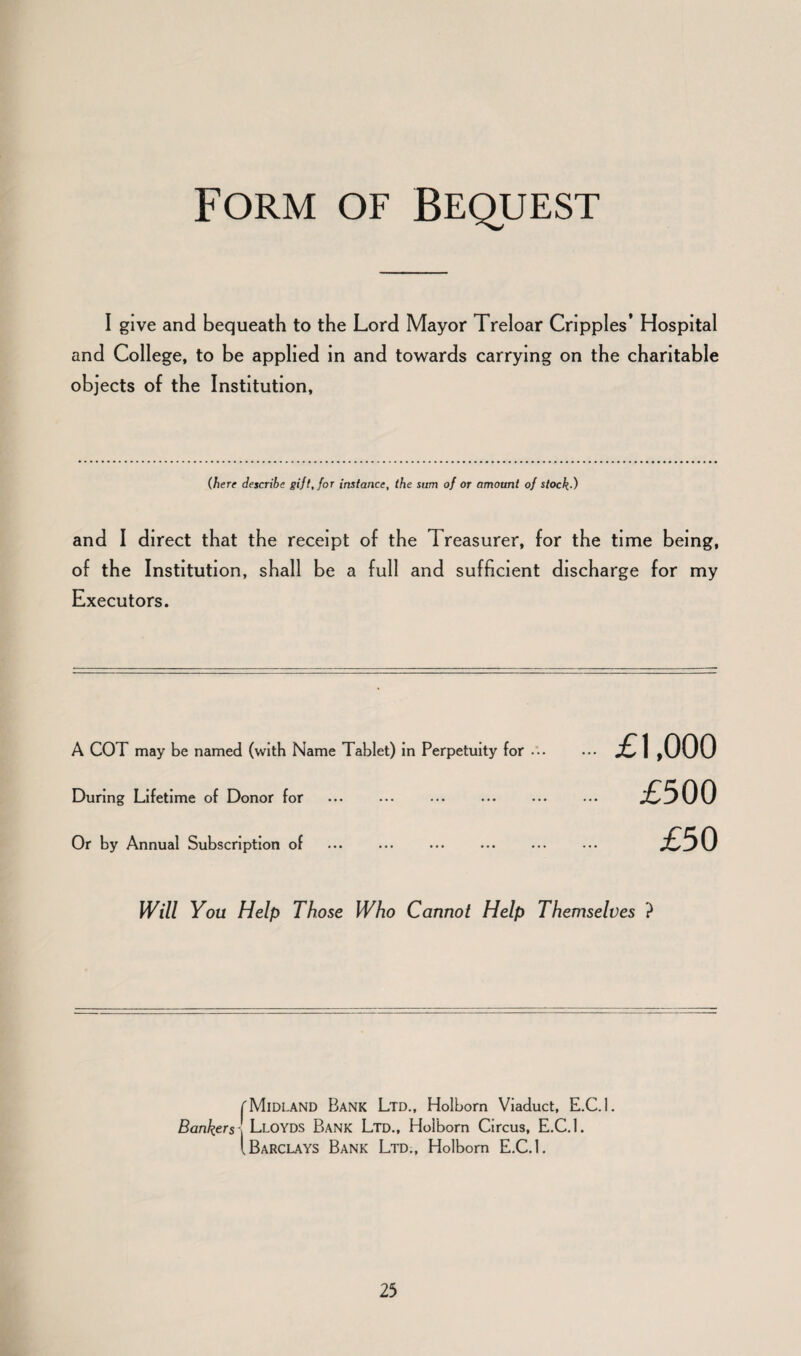 FORM OF BEQUEST
I give and bequeath to the Lord Mayor Treloar Cripples' Hospital
and College, to be applied in and towards carrying on the charitable
objects of the Institution,
(here describe gift, for instance, the sum of or amount of stock.)
and I direct that the receipt of the Treasurer, for the time being,
of the Institution, shall be a full and sufficient discharge for my
Executors.
A COT may be named (with Name Tablet) in Perpetuity for ... ... £1,000
During Lifetime of Donor for ... ... ... ... ... ... £500
Or by Annual Subscription of ... ... ... ... ... ... £50
Will You Help Those Who Cannot Help Themselves ?
MIDLAND BANK LTD., Holborn Viaduct, E.C.1.
Bankers LLOYDS BANK LTD., Holborn Circus, E.C.1.
BARCLAYS BANK LTD., Holborn E.C.1.
25